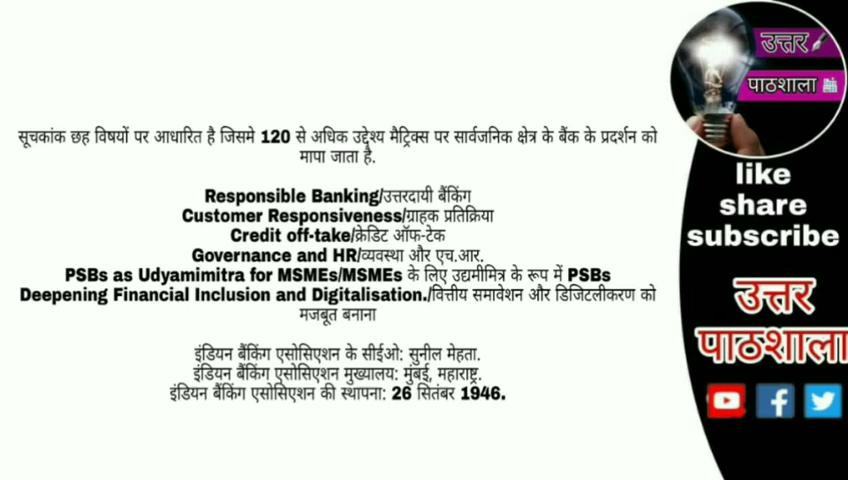 सूचकांक छह विषयों पर आधारित है जिसमे 120 से अधिक उद्देश्य मैट्रिक्स पर सार्वजनिक क्षेत्र के बैंक के प्रदर्शन को
मापा जाता है.
Responsible Banking/उत्तरदायी बैंकिंग
Customer Responsiveness/ग्राहक प्रतिक्रिया
Credit off-take/क्रेडिट ऑफ-टेक
Governance and HR/व्यवस्था और एच.आर.
PSBs as Udyamimitra for MSMEs/MSMEs के लिए उद्यमीमित्र के रूप में PSBs
Deepening Financial Inclusion and Digitalisation./वित्तीय समावेशन और डिजिटलीकरण को
मजबूत बनाना
इंडियन बैंकिंग एसोसिएशन के सीईओ: सुनील मेहता.
इंडियन बैंकिंग एसोसिएशन मुख्यालय: मुंबई, महाराष्ट्र.
इंडियन बैंकिंग एसोसिएशन की स्थापना: 26 सितंबर 1946.
उत्तर
पाठशाला
like
share
subscribe
उत्तर
पाठशाला